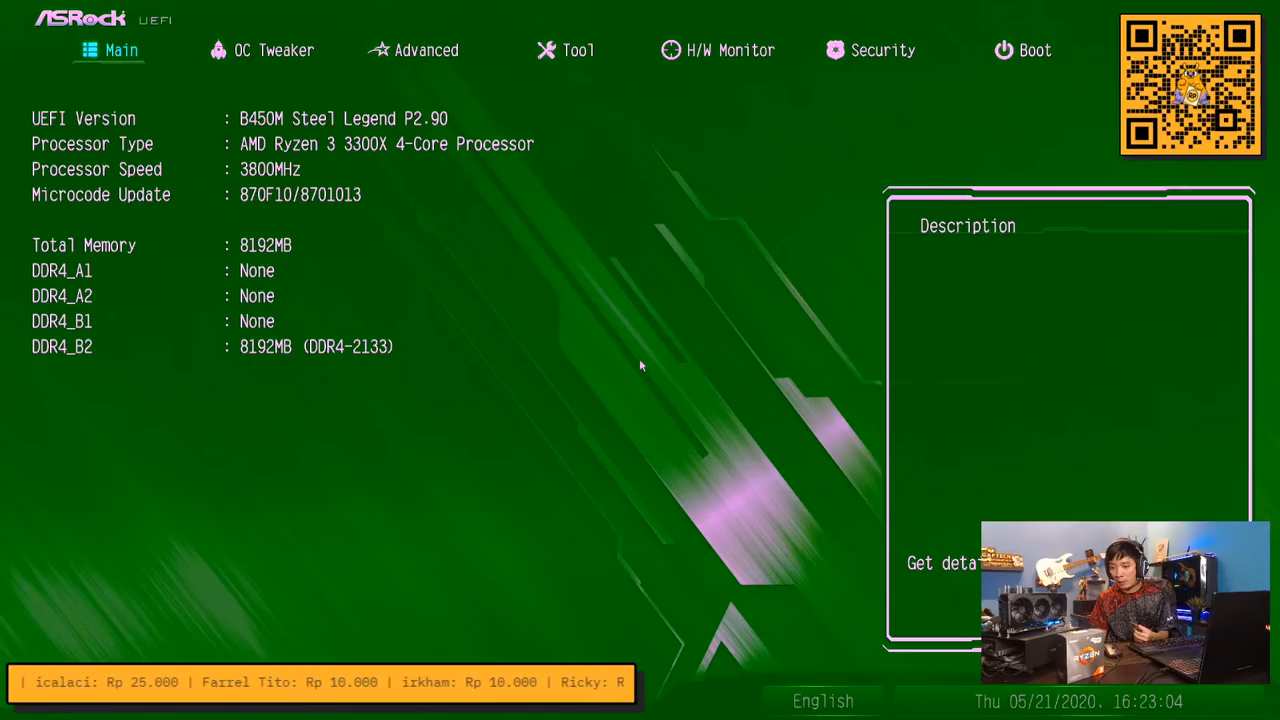 ASRock UEFI
Main OC Tweaker Advanced Tool H/W Monitor Security Boot
UEFI Version : B450M Steel Legend P2.90
Processor Type : AMD Ryzen 3 3300X 4-Core Processor
Processor Speed : 3800MHz
Microcode Update : 870F10/8701013
Total Memory : 8192MB
DDR4_A1 : None
DDR4_A2 : None
DDR4_B1 : None
DDR4_B2 : 8192MB (DDR4-2133)
Description
Get deta
GAPTECH
RYZEN
| icalaci: Rp 25.000 | Farrel Tito: Rp 10.000 | irkham: Rp 10.000 | Ricky: R
English
Thu 05/21/2020. 16:23:04